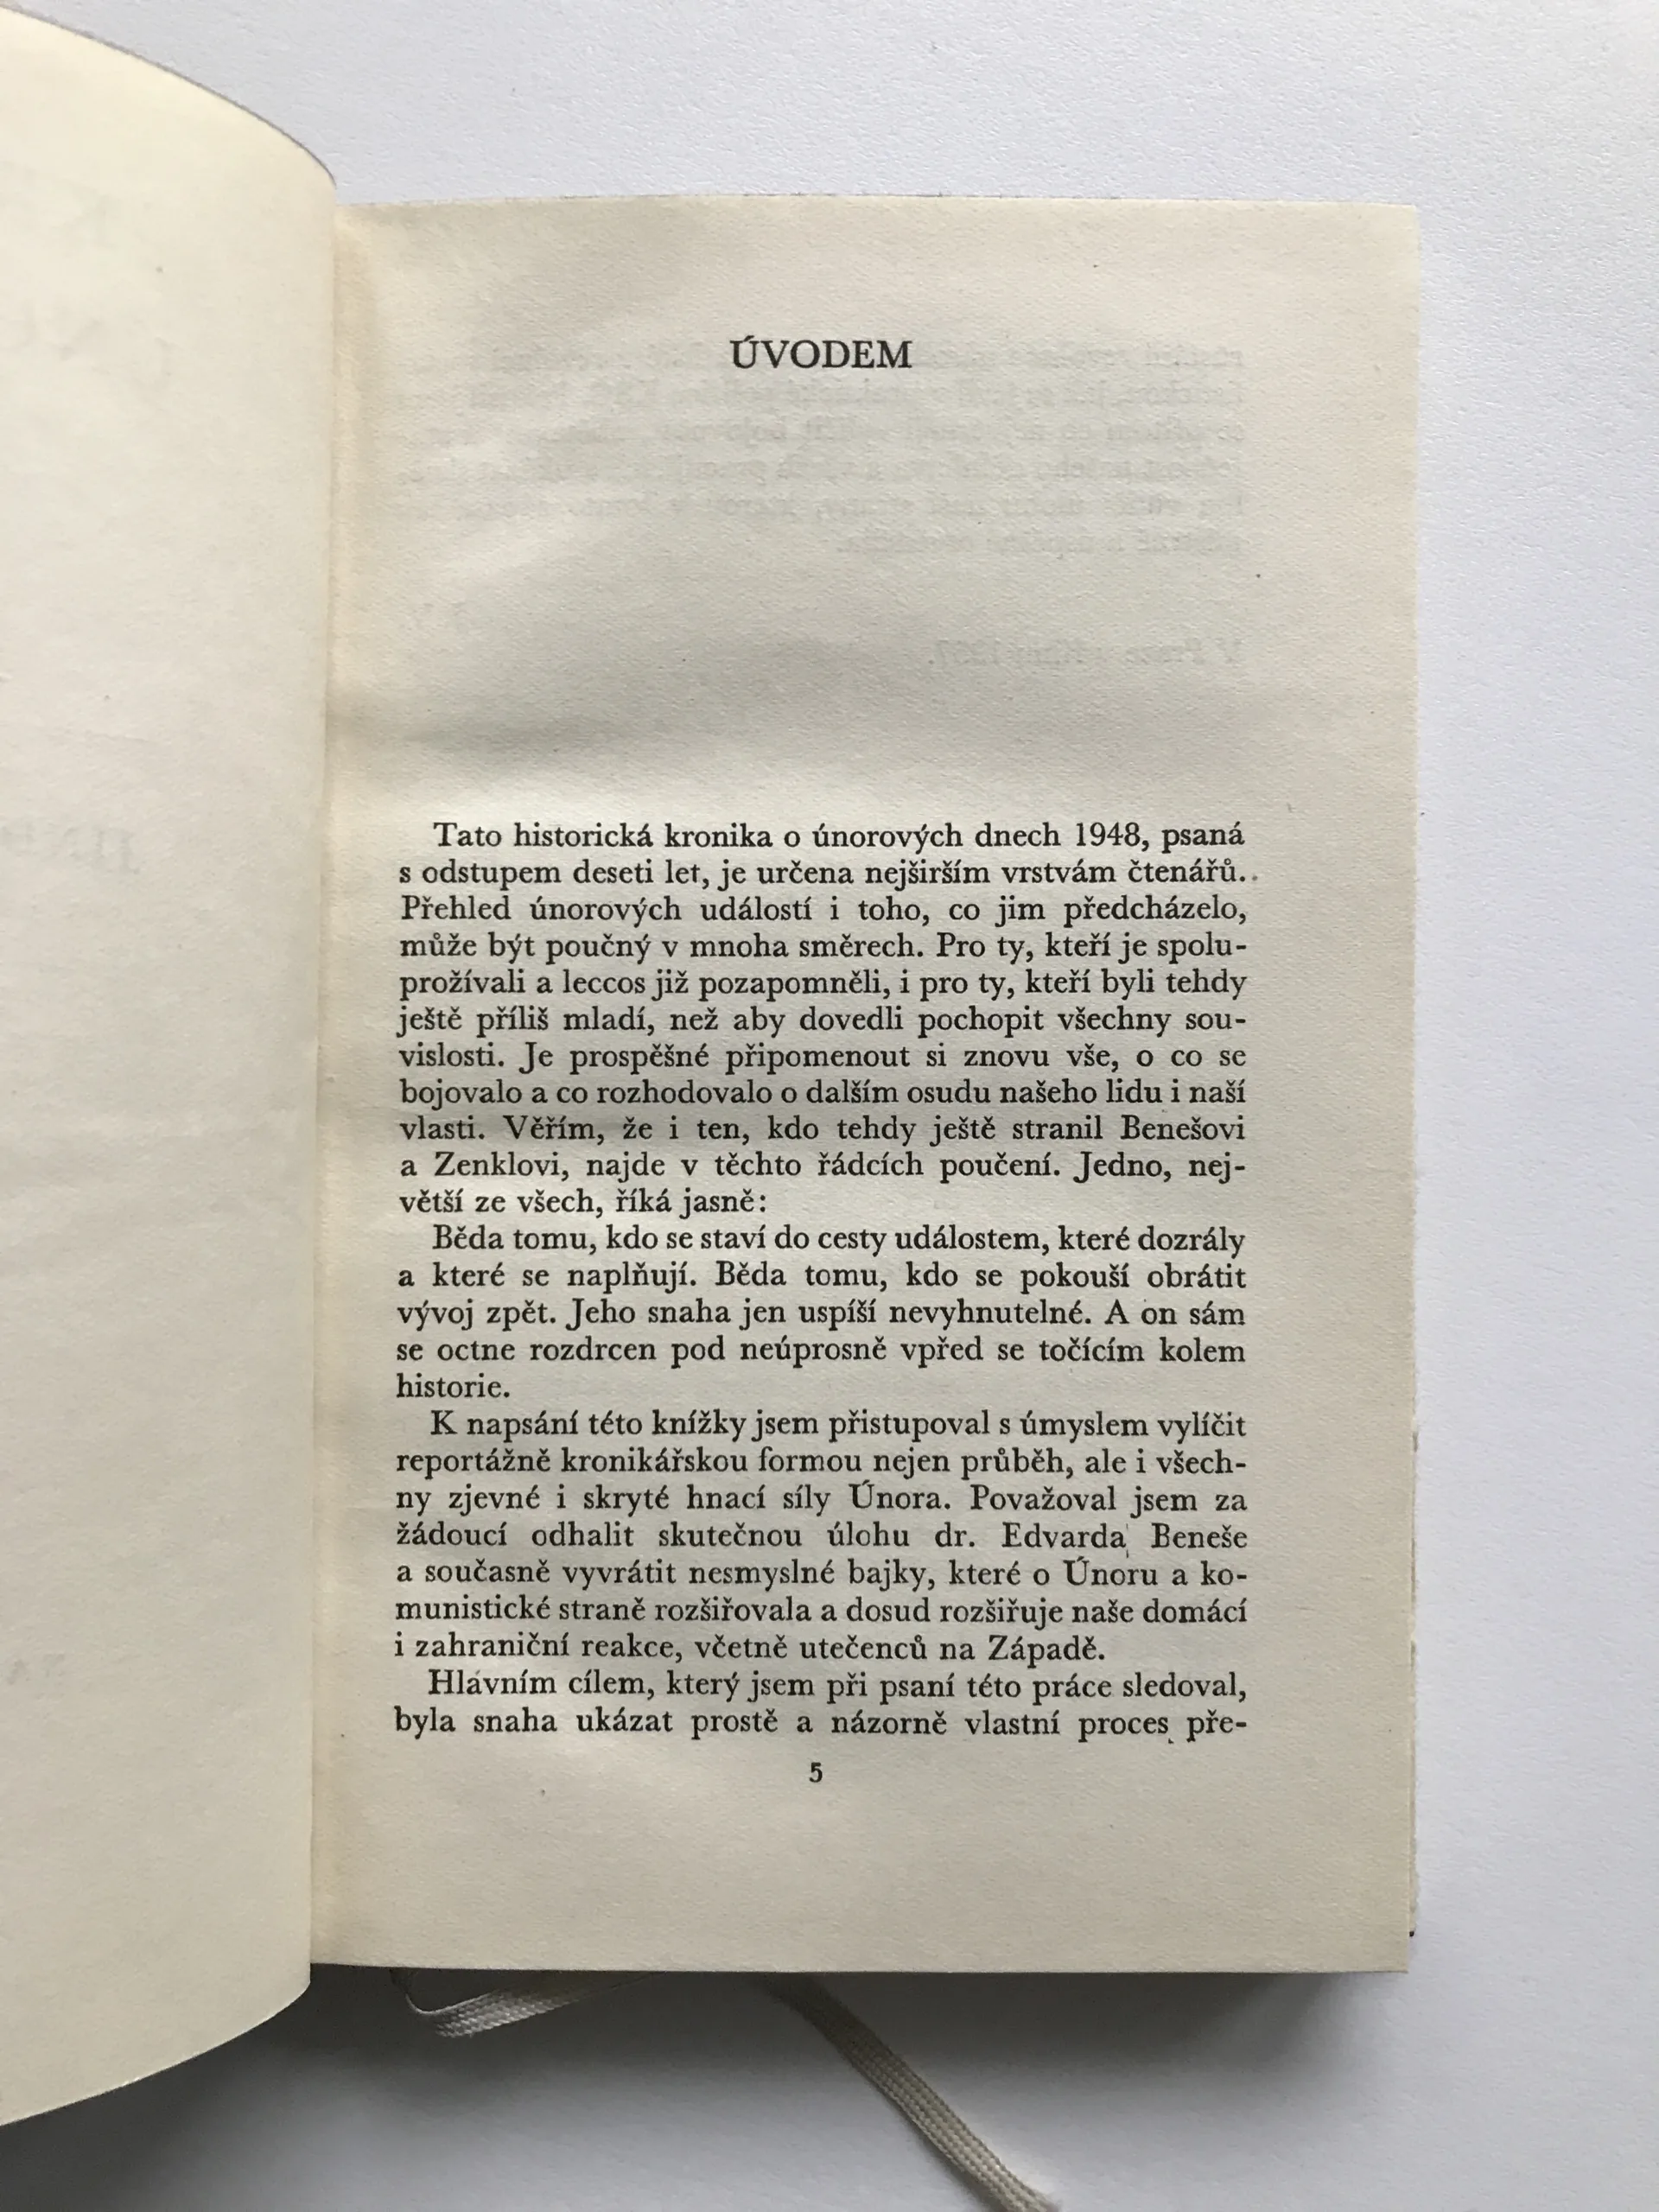 ÚVODEM
Tato historická kronika o únorových dnech 1948, psaná
s odstupem deseti let, je určena nejširším vrstvám čtenářů.
Přehled únorových událostí i toho, co jim předcházelo,
může být poučný v mnoha směrech. Pro ty, kteří je spolu-
prožívali a leccos již pozapomněli, i pro ty, kteří byli tehdy
ještě příliš mladí, než aby dovedli pochopit všechny sou-
vislosti. Je prospěšné připomenout si znovu vše, o co se
bojovalo a co rozhodovalo o dalším osudu našeho lidu i naší
vlasti. Věřím, že i ten, kdo tehdy ještě stranil Benešovi
a Zenklovi, najde v těchto řádcích poučení. Jedno, nej-
větší ze všech, říká jasně:
Běda tomu, kdo se staví do cesty událostem, které dozrály
a které se naplňují. Běda tomu, kdo se pokouší obrátit
vývoj zpět. Jeho snaha jen uspíší nevyhnutelné. A on sám
se octne rozdrcen pod neúprosně vpřed se točícím kolem
historie.
K napsání této knížky jsem přistupoval s úmyslem vylíčit
reportážně kronikářskou formou nejen průběh, ale i všech-
ny zjevné i skryté hnací síly Února. Považoval jsem za
žádoucí odhalit skutečnou úlohu dr. Edvarda Beneše
a současně vyvrátit nesmyslné bajky, které o Únoru a ko-
munistické straně rozšiřovala a dosud rozšiřuje naše domácí
i zahraniční reakce, včetně utečenců na Západě.
Hlavním cílem, který jsem při psaní této práce sledoval,
byla snaha ukázat prostě a názorně vlastní proces pře-
5